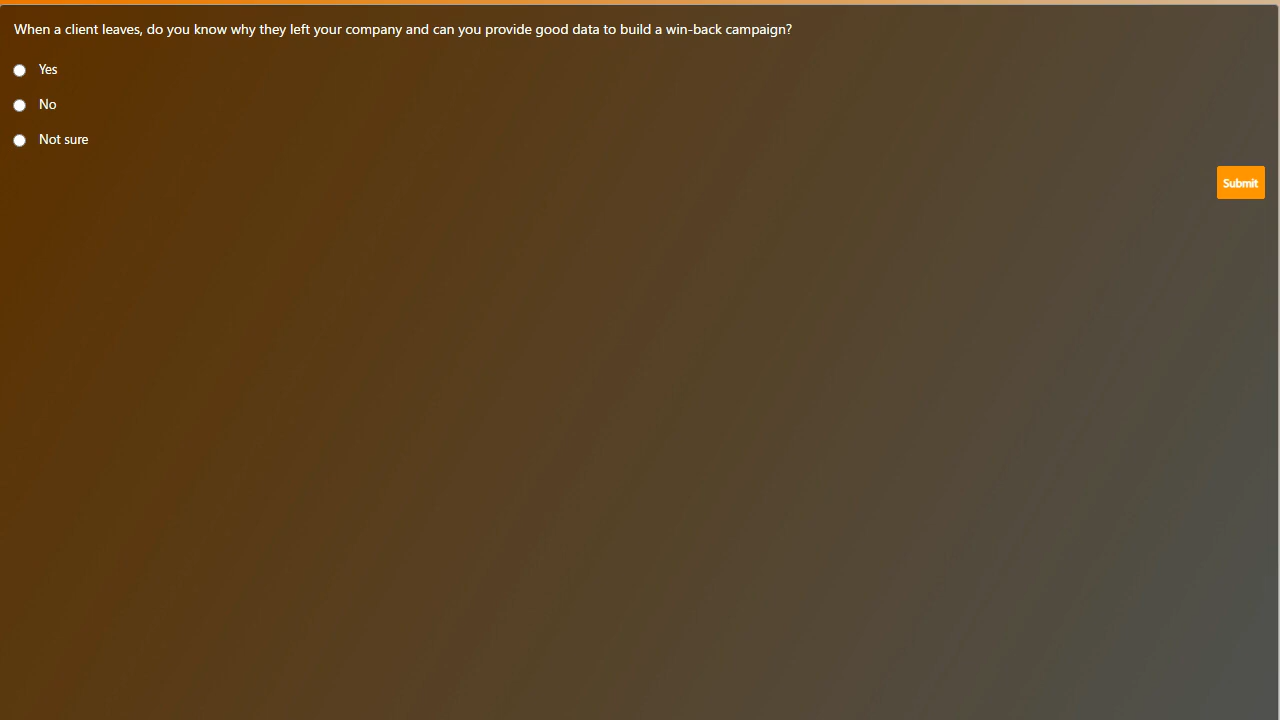 When a client leaves, do you know why they left your company and can you provide good data to build a win-back campaign?
Yes
No
Not sure
Submit